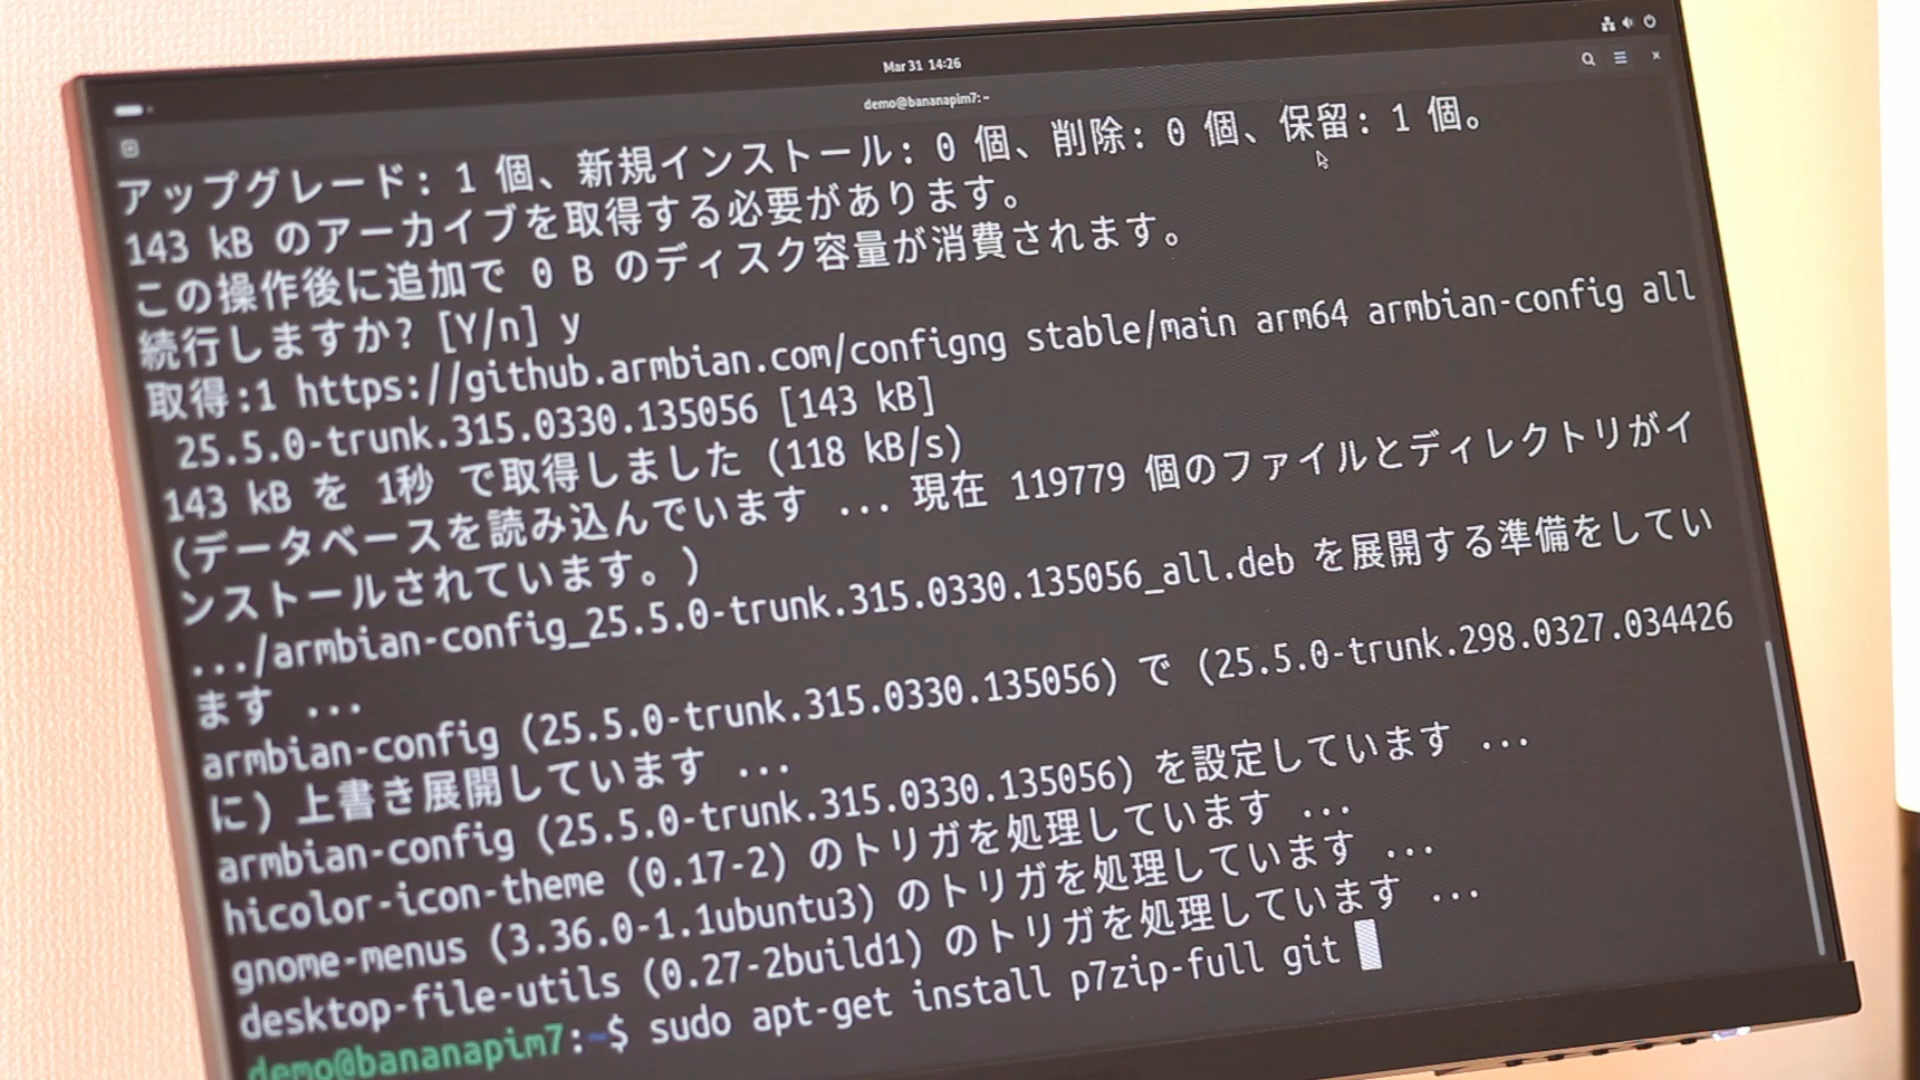 Mar 31 14:26
demo@bananapim7: ~
アップグレード: 1 個、新規インストール: 0 個、削除: 0 個、保留: 1 個。
143 kB のアーカイブを取得する必要があります。
この操作後に追加で 0 B のディスク容量が消費されます。
続行しますか? [Y/n] y
取得:1 https://github.armbian.com/configng stable/main arm64 armbian-config all
25.5.0-trunk.315.0330.135056 [143 kB]
143 kB を 1秒 で取得しました (118 kB/s)
(データベースを読み込んでいます ... 現在 119779 個のファイルとディレクトリがイ
ンストールされています。)
.../armbian-config_25.5.0-trunk.315.0330.135056_all.deb を展開する準備をしてい
ます ...
armbian-config (25.5.0-trunk.315.0330.135056) で (25.5.0-trunk.298.0327.034426
に) 上書き展開しています ...
armbian-config (25.5.0-trunk.315.0330.135056) を設定しています ...
hicolor-icon-theme (0.17-2) のトリガを処理しています ...
gnome-menus (3.36.0-1.1ubuntu3) のトリガを処理しています ...
desktop-file-utils (0.27-2build1) のトリガを処理しています ...
demo@bananapim7:~$ sudo apt-get install p7zip-full git